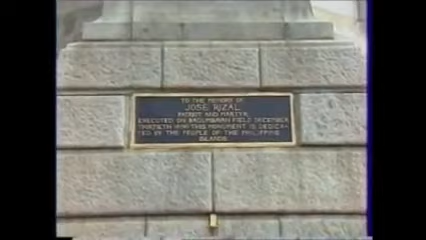 TO THE MEMORY OF
JOSE RIZAL
PATRIOT AND MARTYR
EXECUTED ON BAGUMBAYAN FIELD DECEMBER
THIRTIETH 1896 THIS MONUMENT IS DEDICA-
TED BY THE PEOPLE OF THE PHILIPPINE
ISLANDS